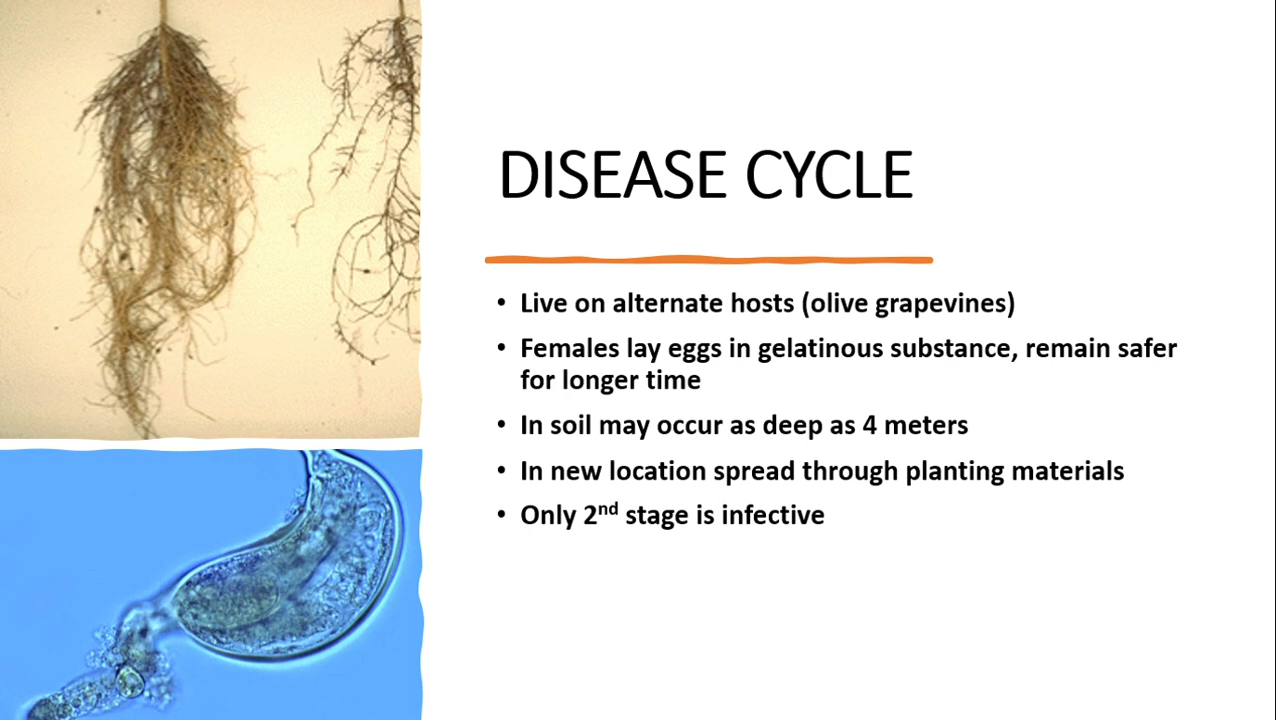 DISEASE CYCLE
• Live on alternate hosts (olive grapevines)
• Females lay eggs in gelatinous substance, remain safer
for longer time
• In soil may occur as deep as 4 meters
• In new location spread through planting materials
• Only 2nd stage is infective